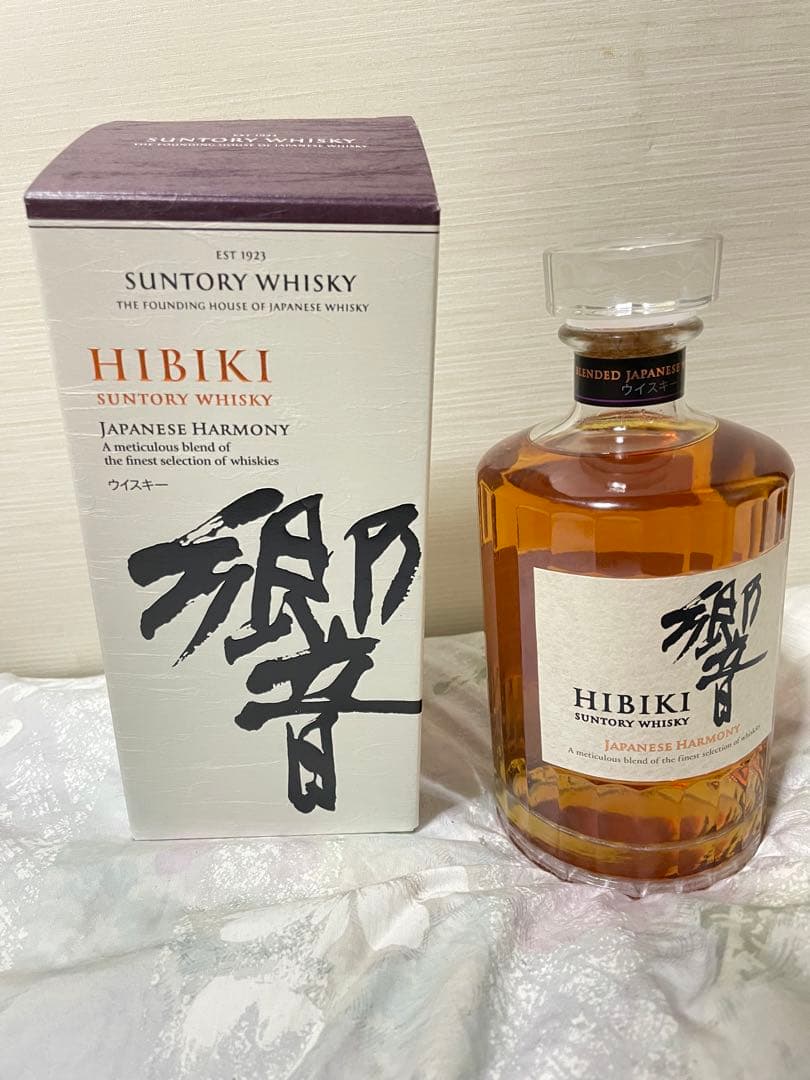 EST 1923
SUNTORY WHISKY
THE FOUNDING HOUSE OF JAPANESE WHISKY
EST 1923
SUNTORY WHISKY
THE FOUNDING HOUSE OF JAPANESE WHISKY
HIBIKI
SUNTORY WHISKY
JAPANESE HARMONY
A meticulous blend of
the finest selection of whiskies
ウイスキー
響
BLENDED JAPANESE
ウイスキー
響
HIBIKI
SUNTORY WHISKY
JAPANESE HARMONY
A meticulous blend of the finest selection of whiskies